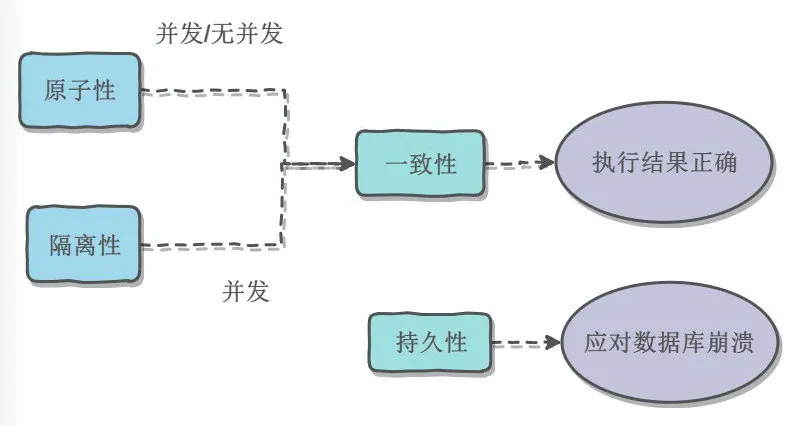 并发/无并发
原子性
一致性
执行结果正确
隔离性
并发
持久性
应对数据库崩溃